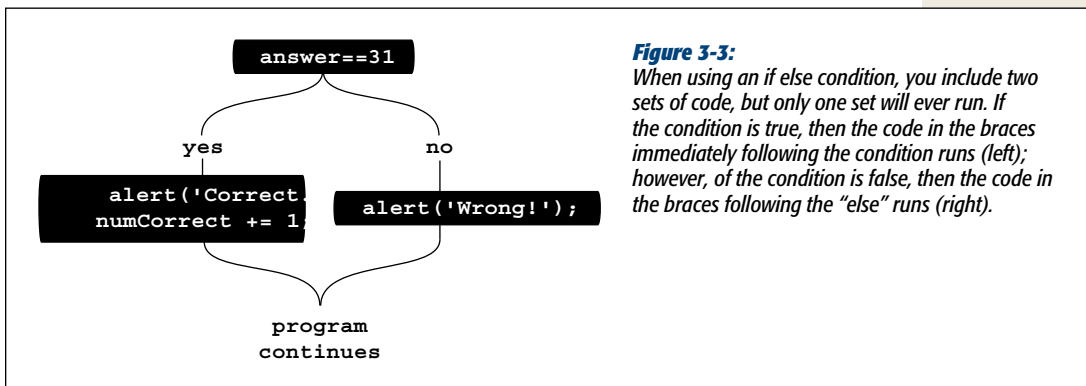 answer==31
yes
no
alert('Correct.
numCorrect += 1;
alert('Wrong!');
program
continues
Figure 3-3:
When using an if else condition, you include two
sets of code, but only one set will ever run. If
the condition is true, then the code in the braces
immediately following the condition runs (left);
however, of the condition is false, then the code in
the braces following the “else” runs (right).